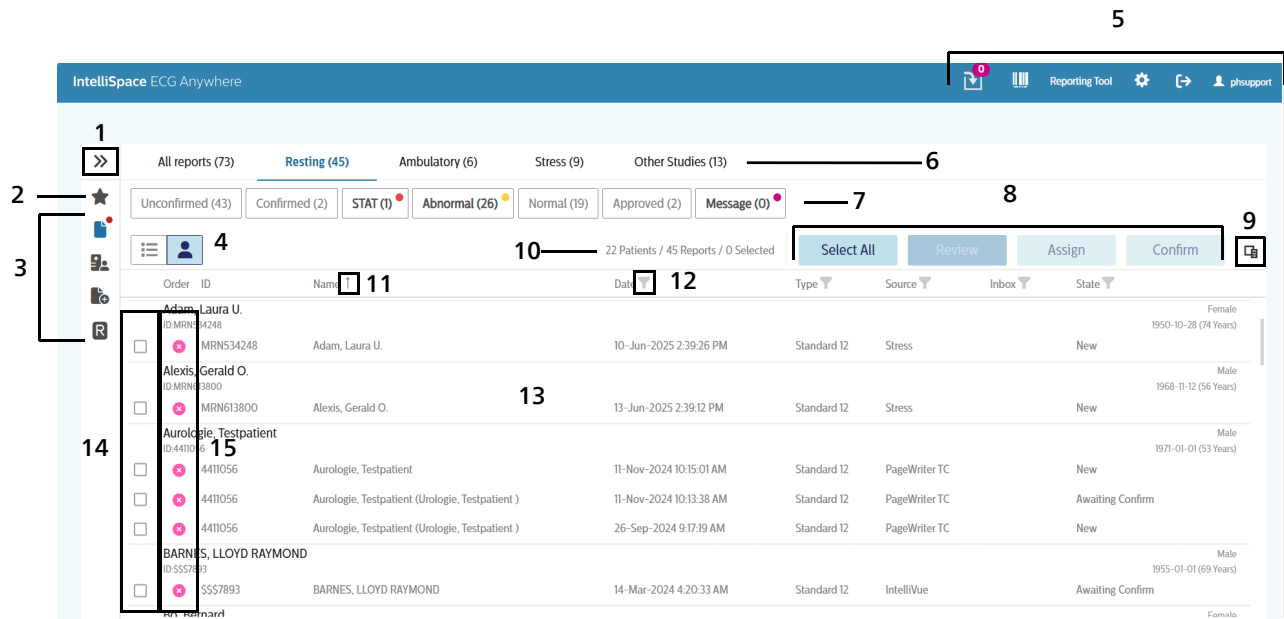 5
0
IntelliSpace ECG Anywhere Reporting Tool phsupport
1
All reports (73) Resting (45) Ambulatory (6) Stress (9) Other Studies (13) 6
2 Unconfirmed (43) Confirmed (2) STAT (1) Abnormal (26) Normal (19) Approved (2) Message (0) 7 8
9
3 4 10 22 Patients / 45 Reports / 0 Selected Select All Review Assign Confirm
Order ID Name 11 Date 12 Type Source Inbox State
R
Adam, Laura U. Female
ID:MRN534248 1950-10-28 (74 Years)
MRN534248 Adam, Laura U. 10-Jun-2025 2:39:26 PM Standard 12 Stress New
Alexis, Gerald O. Male
ID:MRN613800 13 1968-11-12 (56 Years)
MRN613800 Alexis, Gerald O. 13-Jun-2025 2:39:12 PM Standard 12 Stress New
Aurologie, Testpatient Male
14 ID:4411056 15 1971-01-01 (53 Years)
4411056 Aurologie, Testpatient 11-Nov-2024 10:15:01 AM Standard 12 PageWriter TC New
4411056 Aurologie, Testpatient (Urologie, Testpatient ) 11-Nov-2024 10:13:38 AM Standard 12 PageWriter TC Awaiting Confirm
4411056 Aurologie, Testpatient (Urologie, Testpatient ) 26-Sep-2024 9:17:19 AM Standard 12 PageWriter TC New
BARNES, LLOYD RAYMOND Male
ID:$$$7893 1955-01-01 (69 Years)
$$$7893 BARNES, LLOYD RAYMOND 14-Mar-2024 4:20:33 AM Standard 12 IntelliVue Awaiting Confirm
Bo, Bernard Female